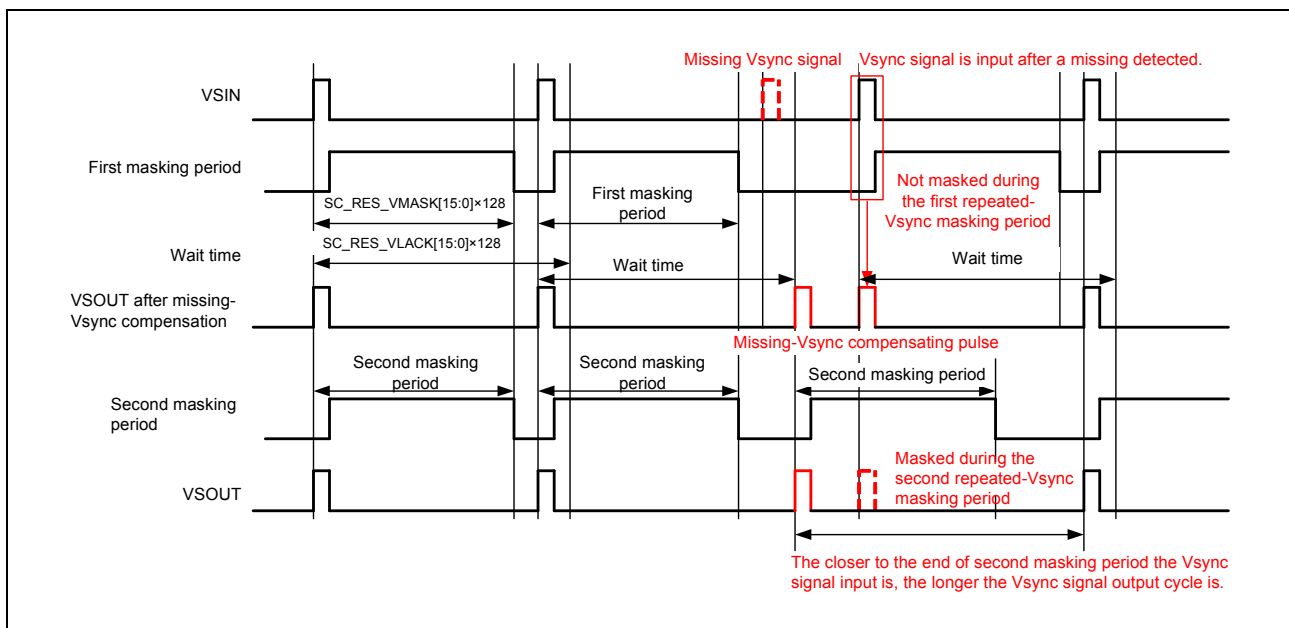 Missing Vsync signal
Vsync signal is input after a missing detected.
VSIN
First masking period
SC_RES_VMASK[15:0]×128
First masking
period
Not masked during
the first repeated-
Vsync masking period
Wait time
SC_RES_VLACK[15:0]×128
Wait time
Wait time
VSOUT after missing-
Vsync compensation
Missing-Vsync compensating pulse
Second masking
period
Second masking
period
Second masking period
Second masking
period
Masked during the
second repeated-Vsync
masking period
VSOUT
The closer to the end of second masking period the Vsync
signal input is, the longer the Vsync signal output cycle is.